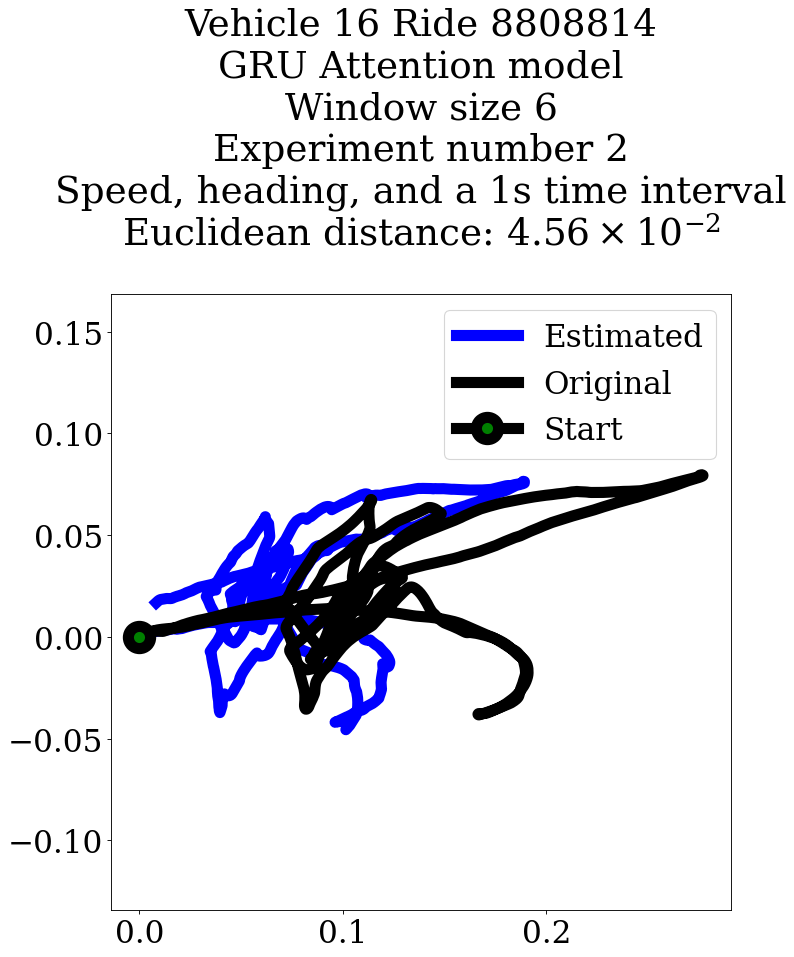 Vehicle 16 Ride 8808814
GRU Attention model
Window size 6
Experiment number 2
Speed, heading, and a 1s time interval
Euclidean distance: 4.56 × 10⁻²
Estimated
Original
Start
0.15
0.10
0.05
0.00
−0.05
−0.10
0.0 0.1 0.2